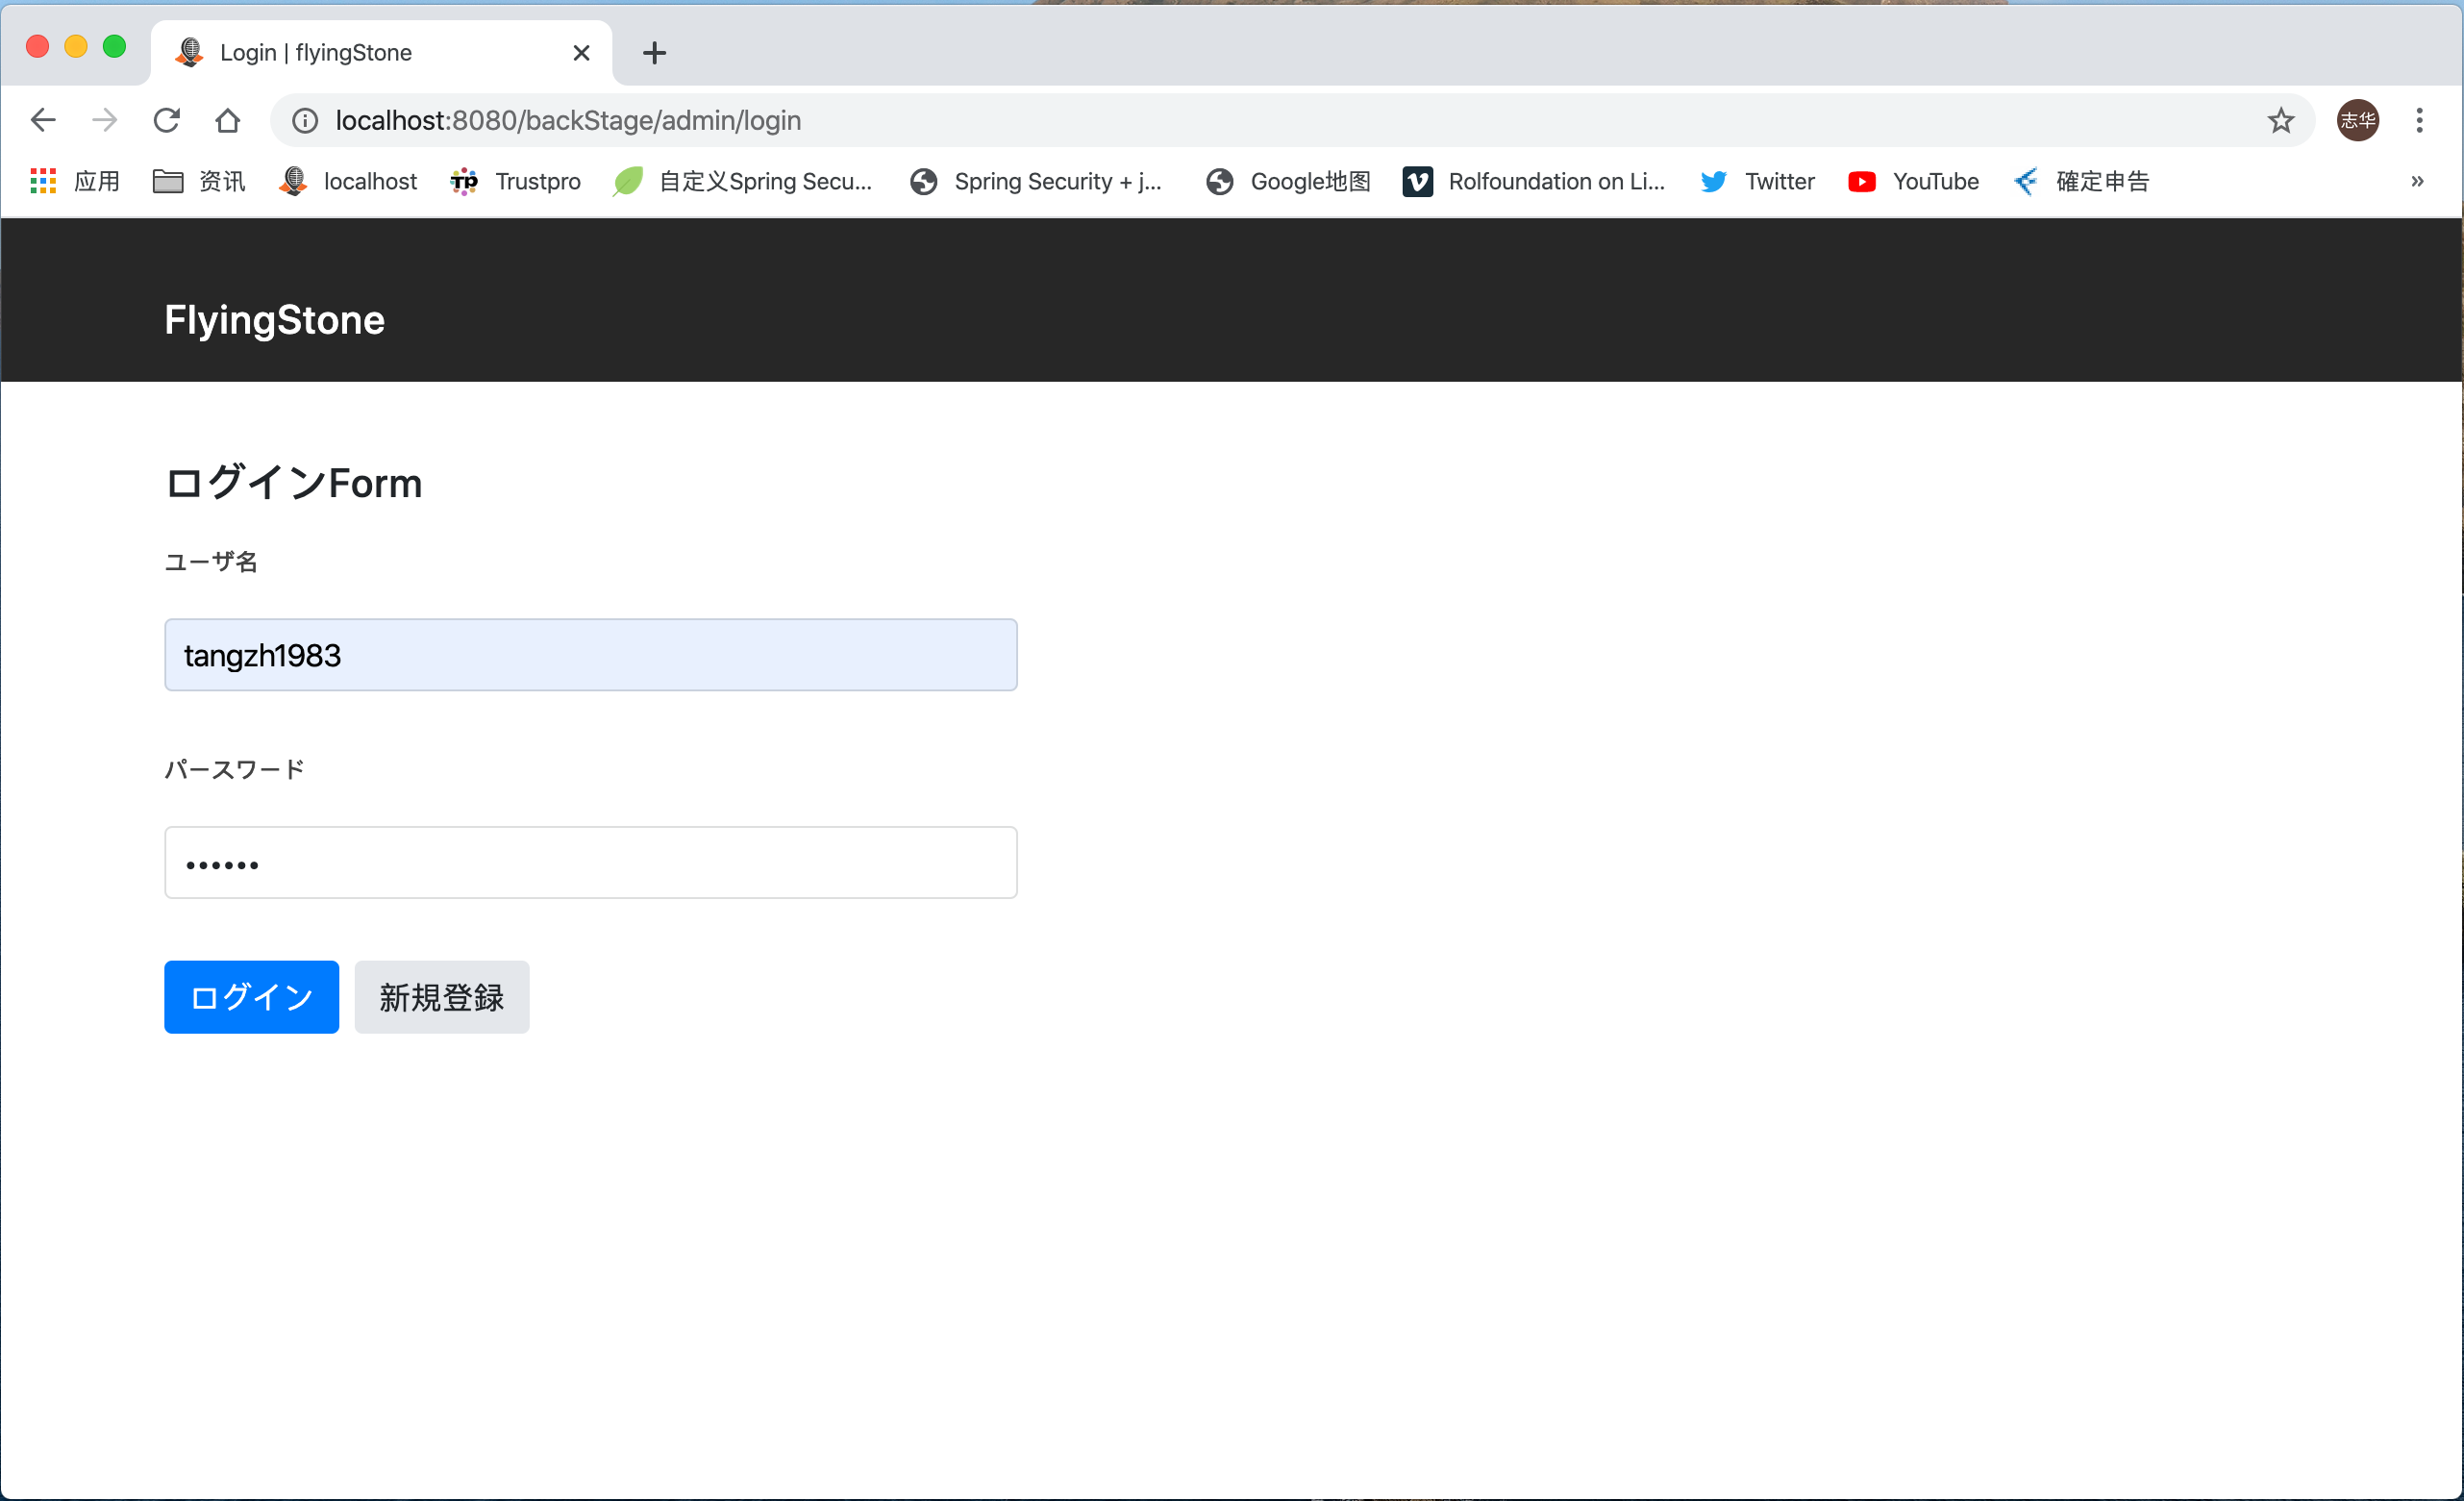 Login | flyingStone
localhost:8080/backStage/admin/login
志华
应用 资讯 localhost Trustpro 自定义Spring Secu... Spring Security + j... Google地图 Rolfoundation on Li... Twitter YouTube 確定申告 »
FlyingStone
ログインForm
ユーザ名
tangzh1983
パースワード
••••••
ログイン 新規登録